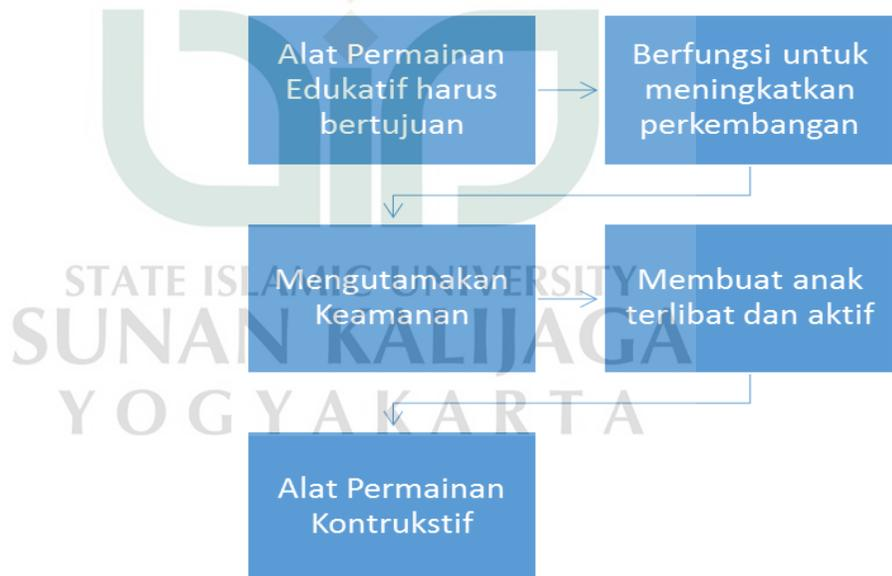 Alat Permainan
Edukatif harus
bertujuan
Berfungsi untuk
meningkatkan
perkembangan
Mengutamakan
Keamanan
Membuat anak
terlibat dan aktif
Alat Permainan
Kontrukstif
STATE ISLAMIC UNIVERSITY
SUNAN KALIJAGA
YOGYAKARTA